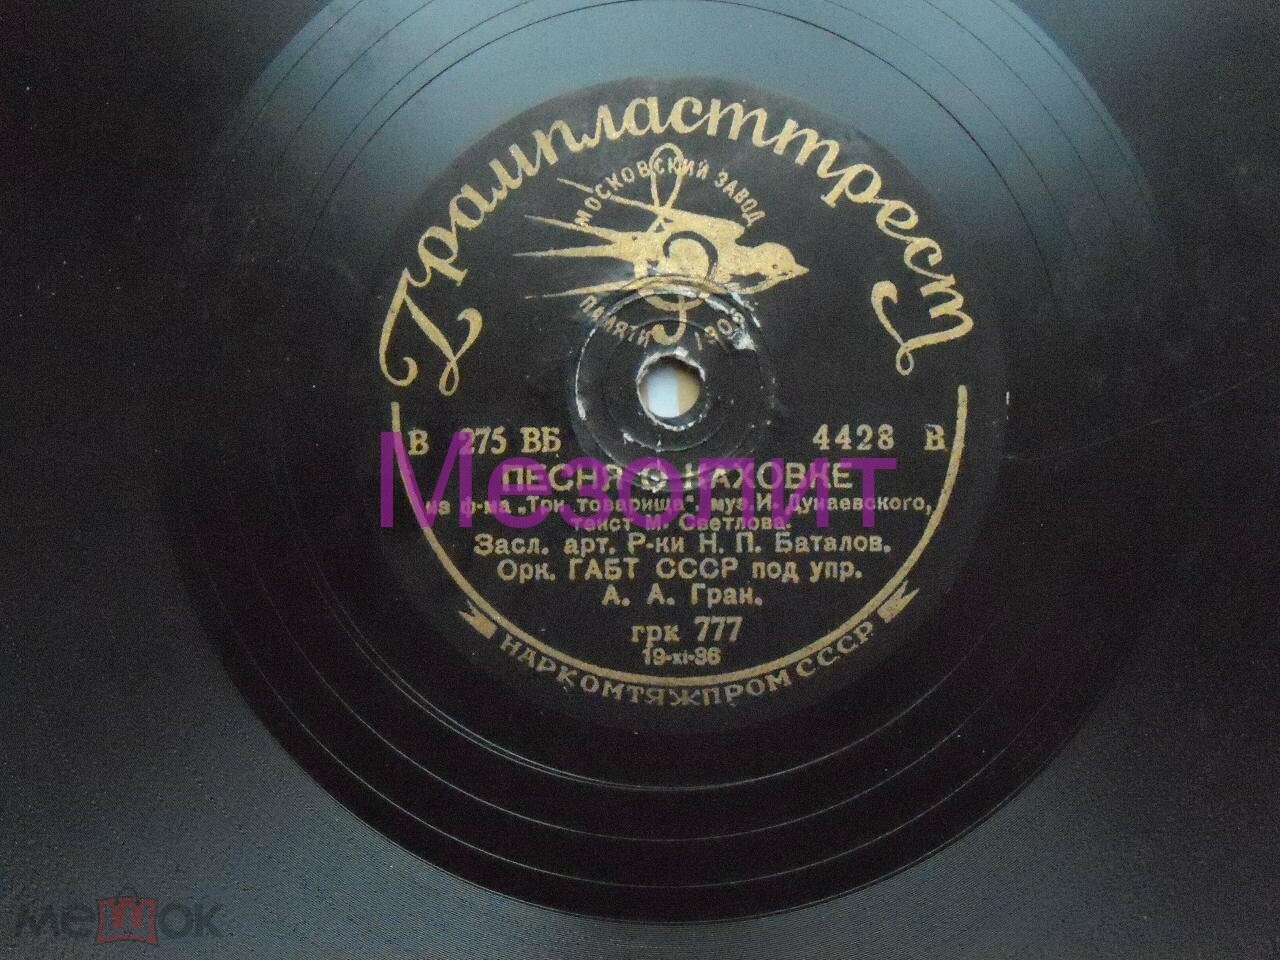 Грампласттрест
МОСКОВСКИЙ ЗАВОД
ПАМЯТИ 1905
В 275 ВБ 4428 В
ПЕСНЯ О КАХОВКЕ
из ф-ма „Три товарища", муз. И. Дунаевского,
текст М. Светлова.
Засл. арт. Р-ки Н. П. Баталов.
Орк. ГАБТ СССР под упр.
А. А. Гран.
грк 777
19-xi-36
НАРКОМТЯЖПРОМ СССР
Мезолит
мешок